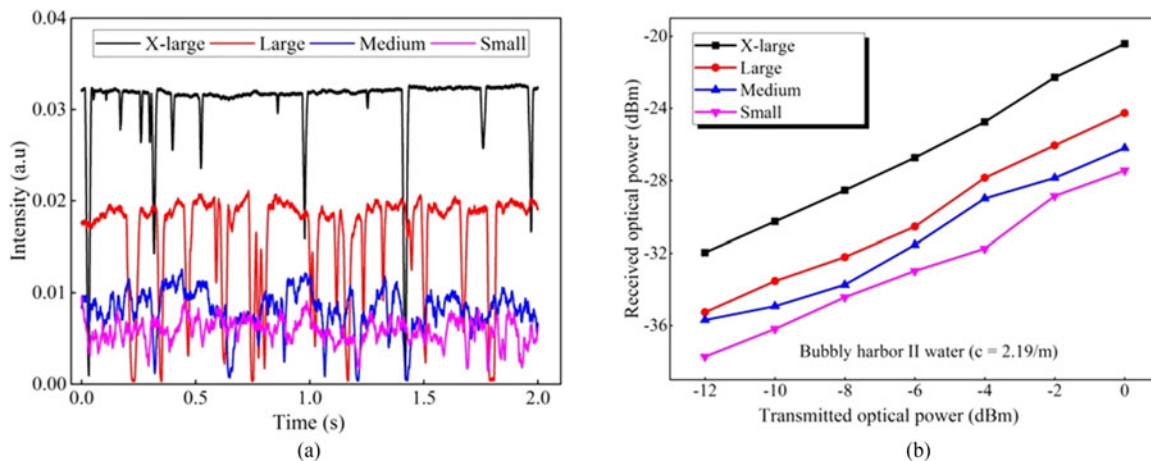 0.04
X-large Large Medium Small
0.03
0.02
0.01
0.00
Intensity (a.u)
0.0 0.5 1.0 1.5 2.0
Time (s)
(a)
-20
-24
-28
-32
-36
Received optical power (dBm)
X-large
Large
Medium
Small
Bubbly harbor II water (c = 2.19/m)
-12 -10 -8 -6 -4 -2 0
Transmitted optical power (dBm)
(b)